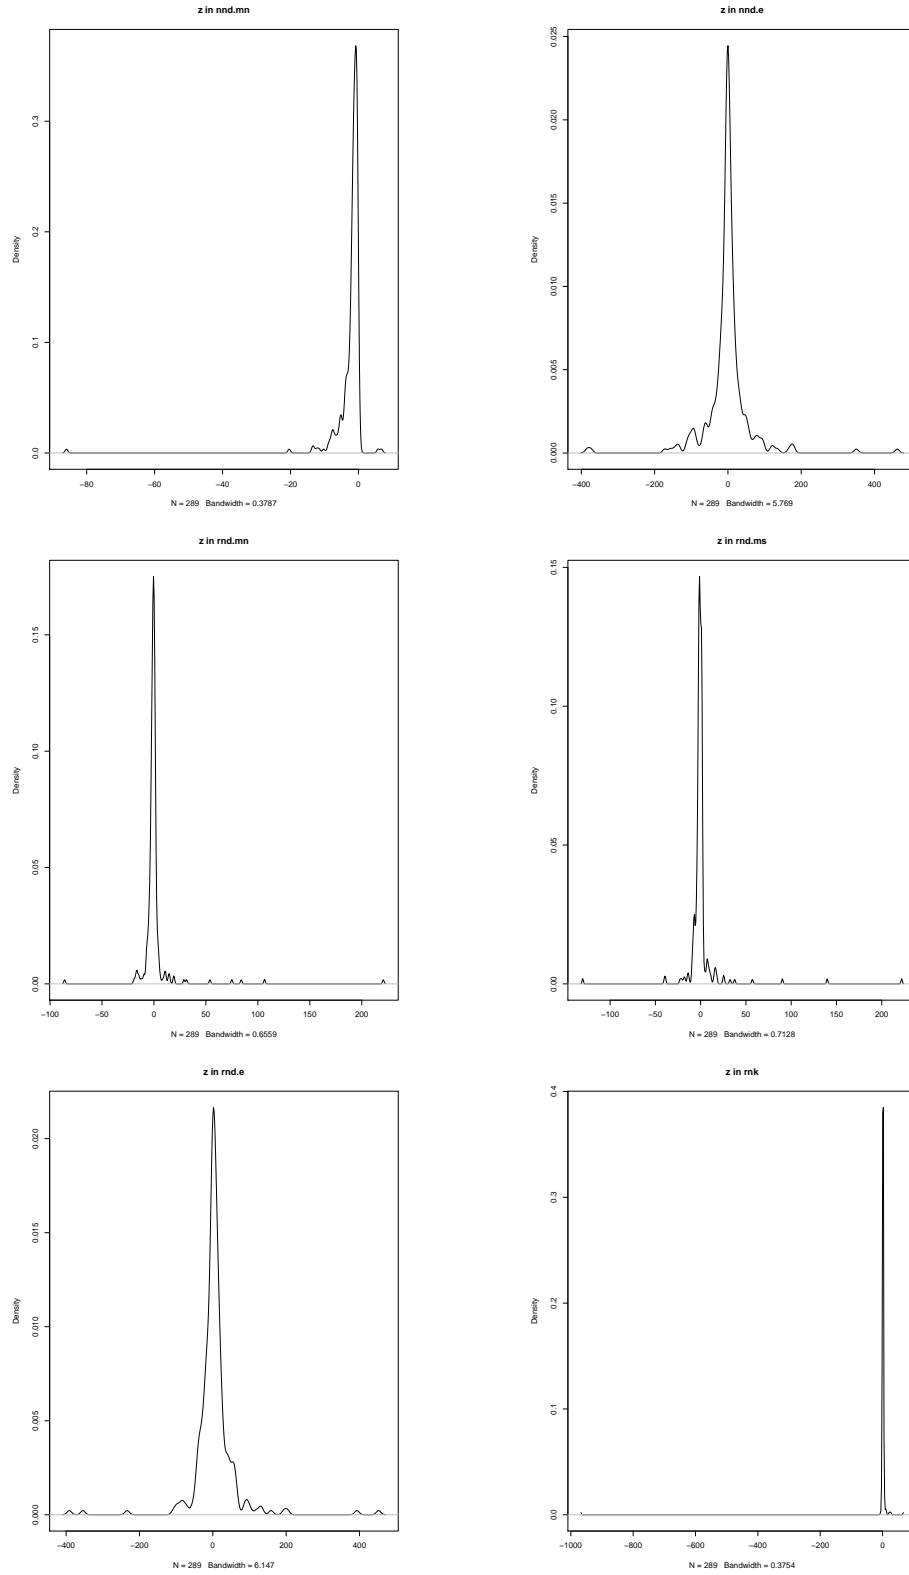 z in nnd.mn
z in nnd.e
Density
0.0 0.1 0.2 0.3
−80 −60 −40 −20 0
N = 289 Bandwidth = 0.3787
Density
0.000 0.005 0.010 0.015 0.020 0.025
−400 −200 0 200 400
N = 289 Bandwidth = 5.769
z in rnd.mn
z in rnd.ms
Density
0.00 0.05 0.10 0.15
−100 −50 0 50 100 150 200
N = 289 Bandwidth = 0.6559
Density
0.00 0.05 0.10 0.15
−100 −50 0 50 100 150 200
N = 289 Bandwidth = 0.7128
z in rnd.e
z in rnk
Density
0.000 0.005 0.010 0.015 0.020
−400 −200 0 200 400
N = 289 Bandwidth = 6.147
Density
0.0 0.1 0.2 0.3 0.4
−1000 −800 −600 −400 −200 0
N = 289 Bandwidth = 0.3754